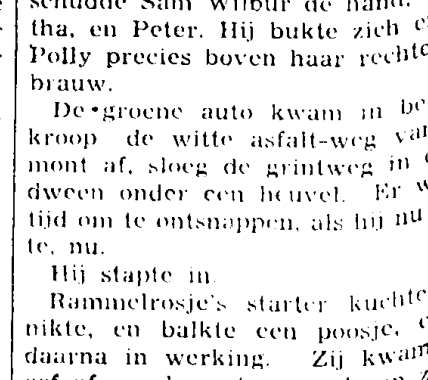 schudde Sam Wilbur de hand.
tha, en Peter. Hij bukte zich e
Polly precies boven haar rechte
brauw.
De groene auto kwam in be
kroop de witte asfalt-weg van
mont af, sloeg de grintweg in
dween onder een heuvel. Er w
tijd om te ontsnappen, als hij nu
te, nu.
Hij stapte in.
Rammelrosje's starter kuchte
nikte, en balkte een poosje,
daarna in werking. Zij kwam